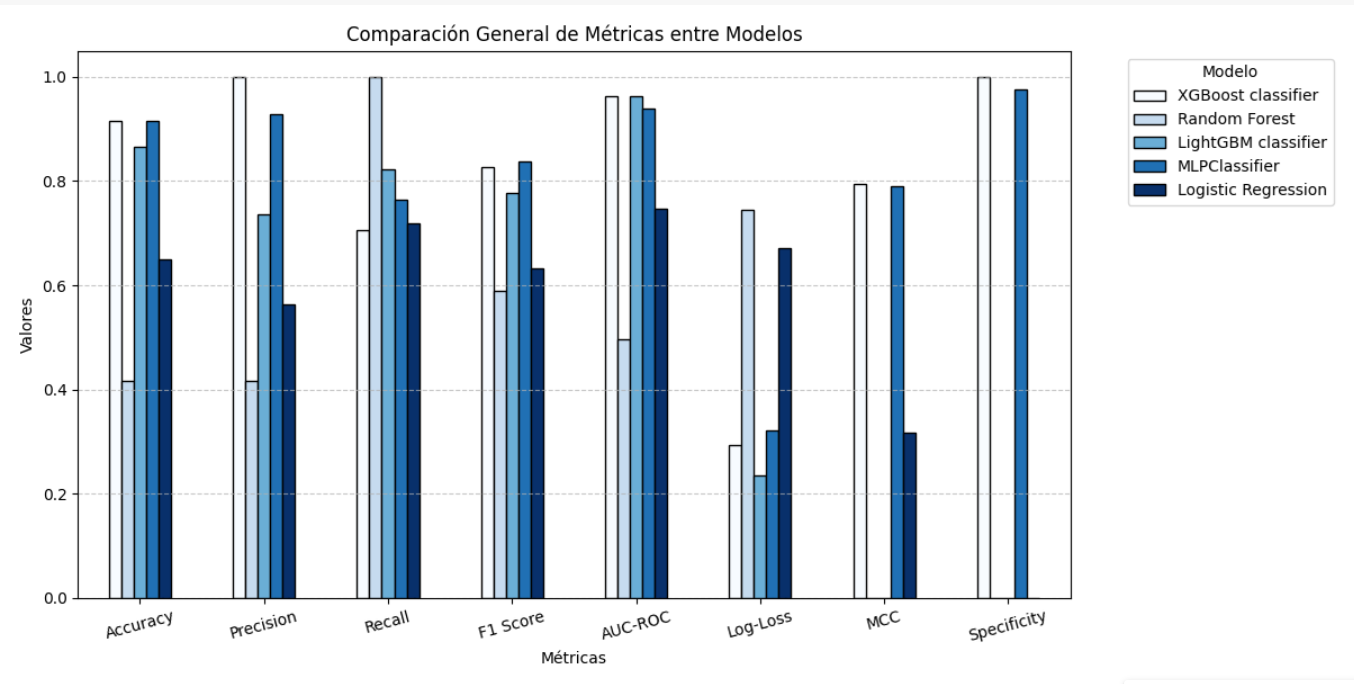 Comparación General de Métricas entre Modelos
Modelo
XGBoost classifier
Random Forest
LightGBM classifier
MLPClassifier
Logistic Regression
Valores
1.0
0.8
0.6
0.4
0.2
0.0
Accuracy
Precision
Recall
F1 Score
AUC-ROC
Log-Loss
MCC
Specificity
Métricas